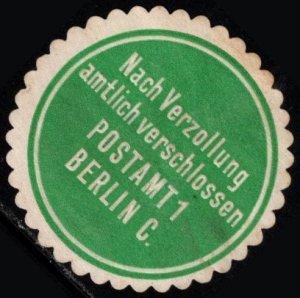 Nach Verzollung
amtlich verschlossen
POSTAMT 1
BERLIN C.